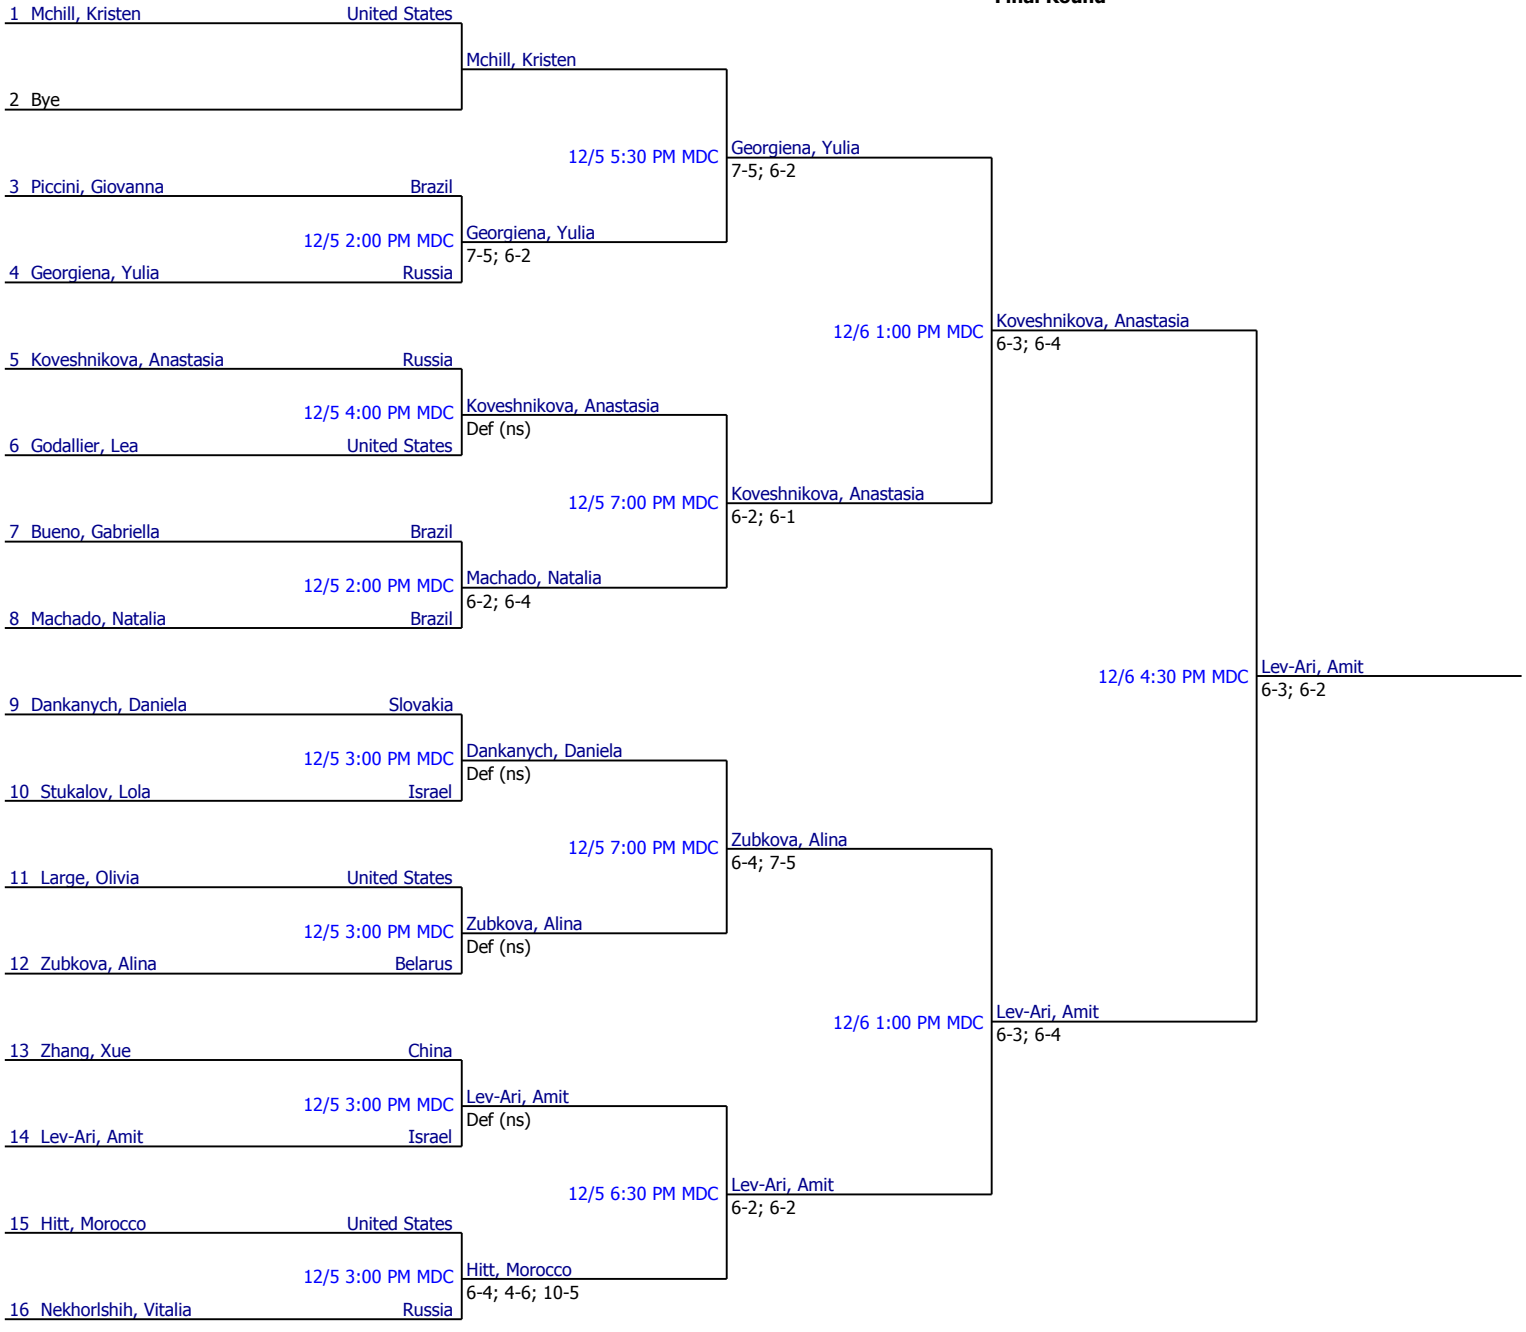 Final Round
1 Mchill, Kristen United States
Mchill, Kristen
2 Bye
12/5 5:30 PM MDC Georgiena, Yulia
7-5; 6-2
3 Piccini, Giovanna Brazil
12/5 2:00 PM MDC Georgiena, Yulia
7-5; 6-2
4 Georgiena, Yulia Russia
12/6 1:00 PM MDC Koveshnikova, Anastasia
6-3; 6-4
5 Koveshnikova, Anastasia Russia
12/5 4:00 PM MDC Koveshnikova, Anastasia
Def (ns)
6 Godallier, Lea United States
12/5 7:00 PM MDC Koveshnikova, Anastasia
6-2; 6-1
7 Bueno, Gabriella Brazil
12/5 2:00 PM MDC Machado, Natalia
6-2; 6-4
8 Machado, Natalia Brazil
12/6 4:30 PM MDC Lev-Ari, Amit
6-3; 6-2
9 Dankanych, Daniela Slovakia
12/5 3:00 PM MDC Dankanych, Daniela
Def (ns)
10 Stukalov, Lola Israel
12/5 7:00 PM MDC Zubkova, Alina
6-4; 7-5
11 Large, Olivia United States
12/5 3:00 PM MDC Zubkova, Alina
Def (ns)
12 Zubkova, Alina Belarus
12/6 1:00 PM MDC Lev-Ari, Amit
6-3; 6-4
13 Zhang, Xue China
12/5 3:00 PM MDC Lev-Ari, Amit
Def (ns)
14 Lev-Ari, Amit Israel
12/5 6:30 PM MDC Lev-Ari, Amit
6-2; 6-2
15 Hitt, Morocco United States
12/5 3:00 PM MDC Hitt, Morocco
6-4; 4-6; 10-5
16 Nekhorlshih, Vitalia Russia